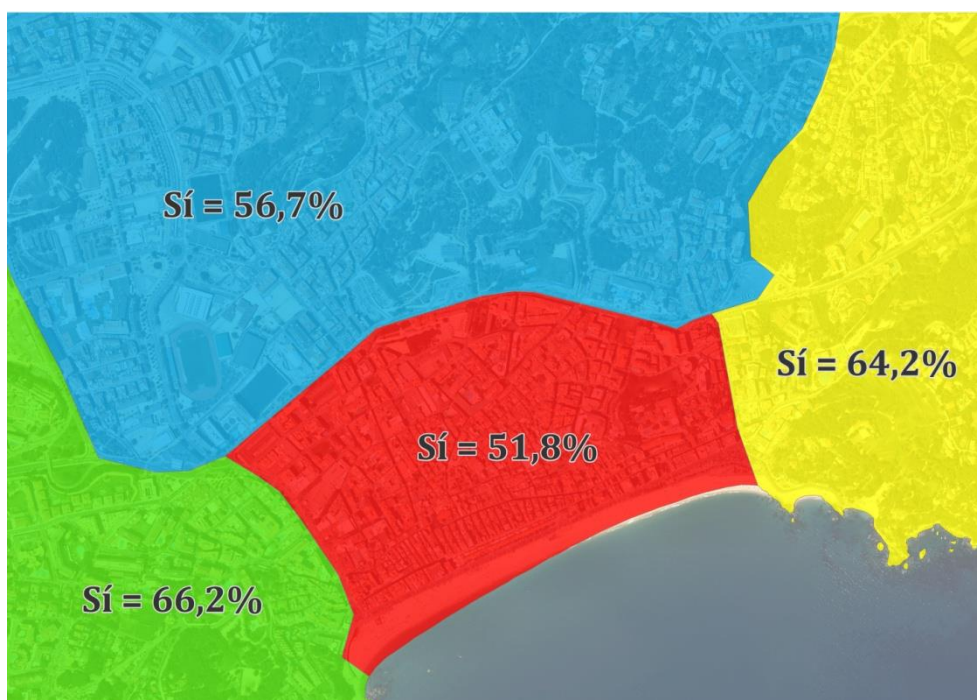 Sí = 56,7%
Sí = 64,2%
Sí = 51,8%
Sí = 66,2%